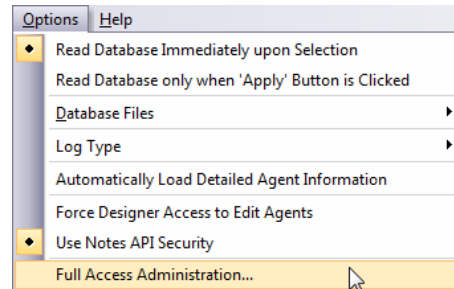 Options Help
Read Database Immediately upon Selection
Read Database only when 'Apply' Button is Clicked
Database Files
Log Type
Automatically Load Detailed Agent Information
Force Designer Access to Edit Agents
Use Notes API Security
Full Access Administration...